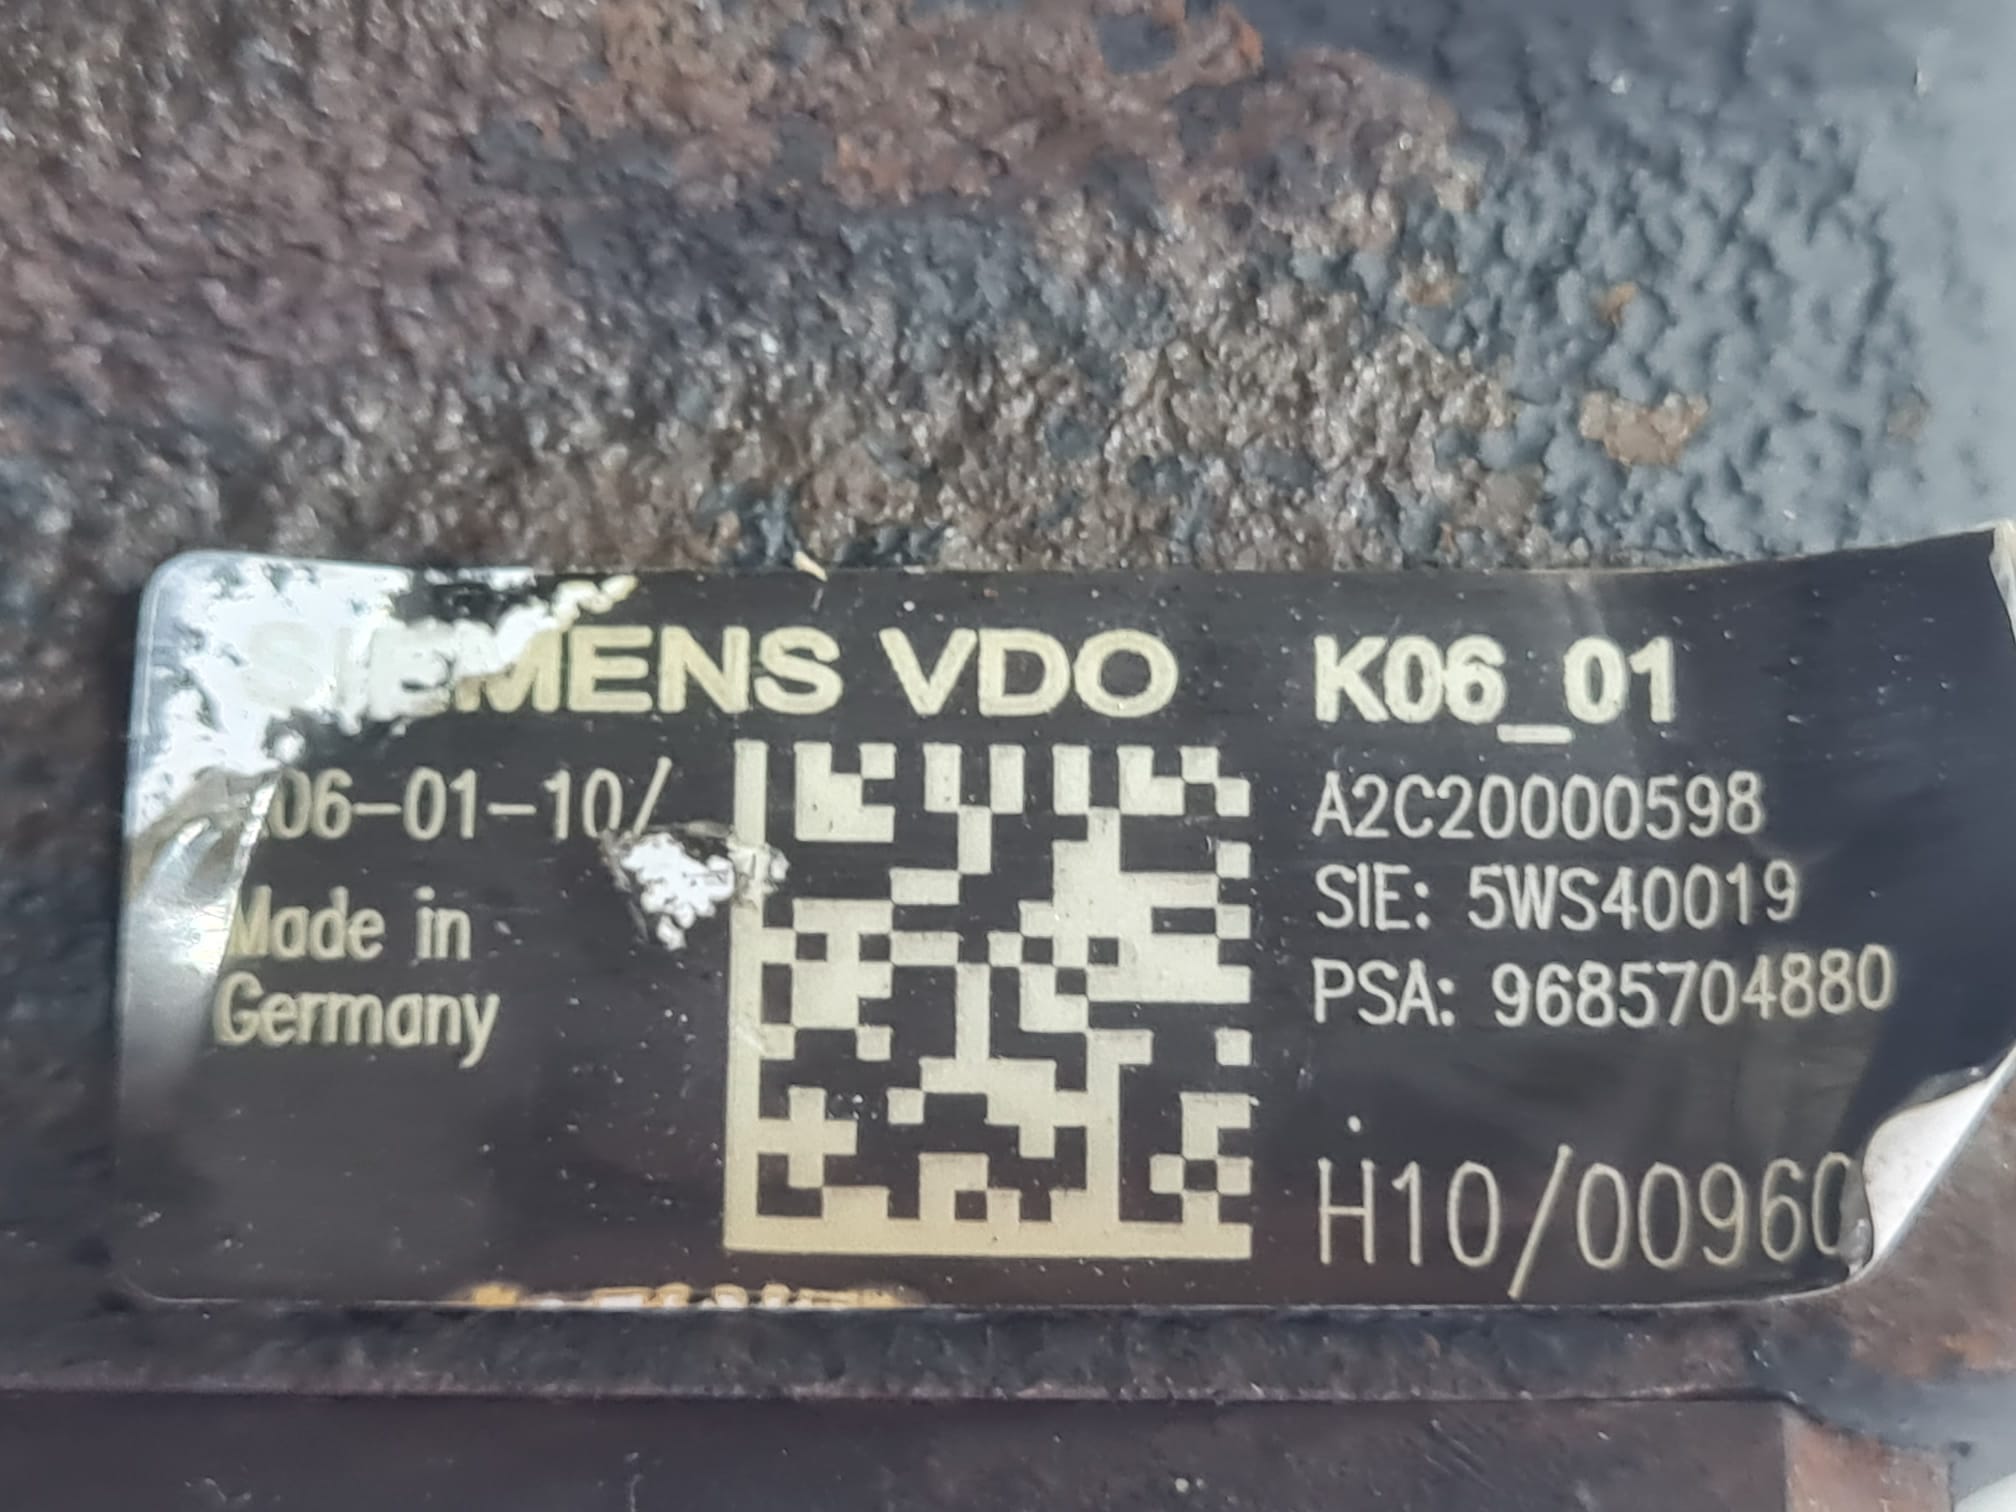 SIEMENS VDO K06_01
06-01-10/
A2C20000598
SIE: 5WS40019
Made in
Germany
PSA: 9685704880
H10/00960